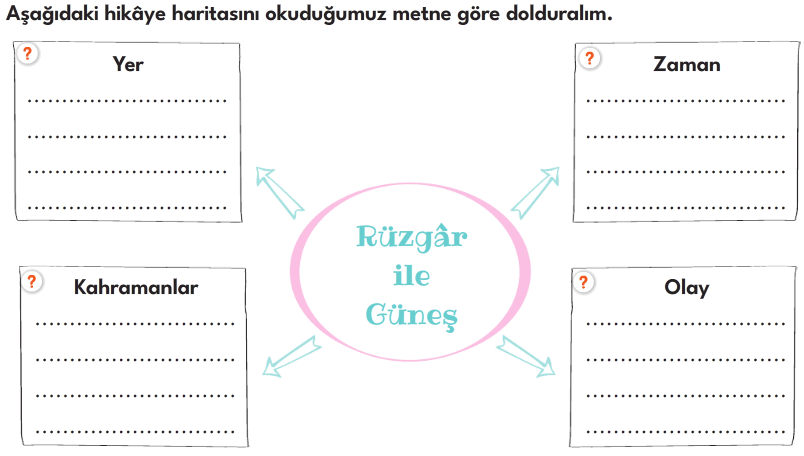 Aşağıdaki hikâye haritasını okuduğumuz metne göre dolduralım.
?
Yer
?
Zaman
Rüzgâr
ile
Güneş
?
Kahramanlar
?
Olay